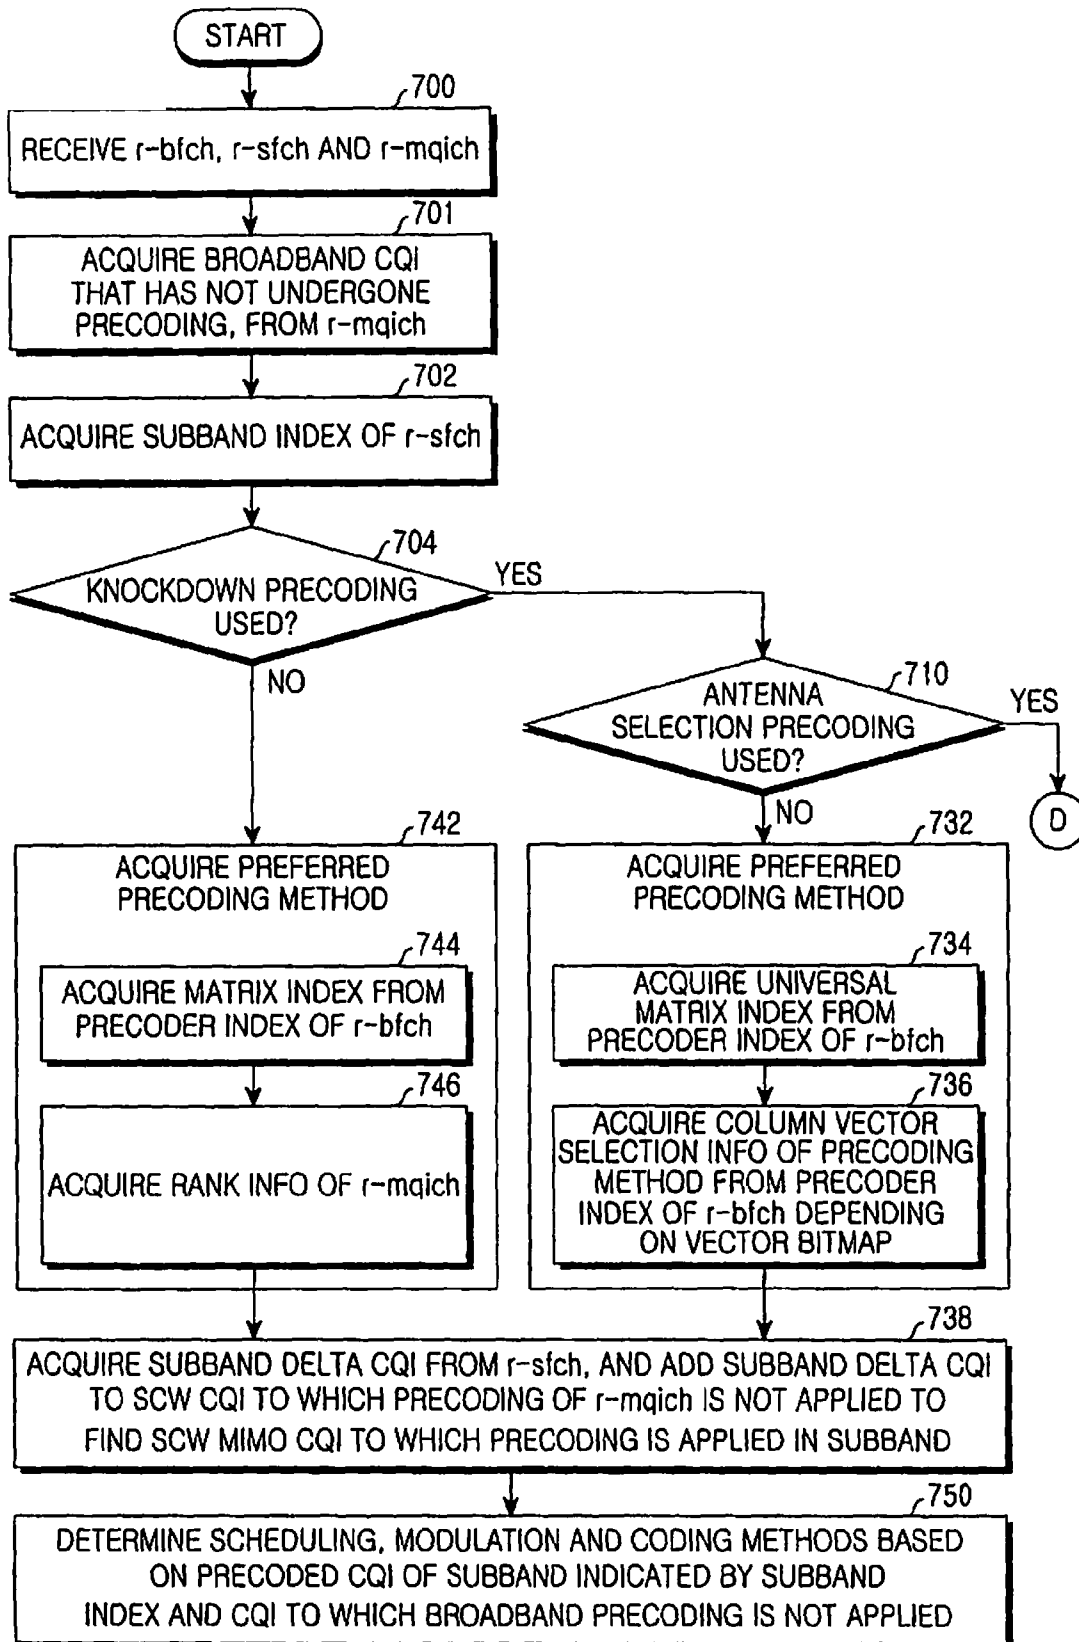 START
700
RECEIVE r-bfch, r-sfch AND r-mqich
701
ACQUIRE BROADBAND CQI
THAT HAS NOT UNDERGONE
PRECODING, FROM r-mqich
702
ACQUIRE SUBBAND INDEX OF r-sfch
704
KNOCKDOWN PRECODING
USED?
YES
NO
710
ANTENNA
SELECTION PRECODING
USED?
YES
NO
D
742
ACQUIRE PREFERRED
PRECODING METHOD
744
ACQUIRE MATRIX INDEX FROM
PRECODER INDEX OF r-bfch
746
ACQUIRE RANK INFO OF r-mqich
732
ACQUIRE PREFERRED
PRECODING METHOD
734
ACQUIRE UNIVERSAL
MATRIX INDEX FROM
PRECODER INDEX OF r-bfch
736
ACQUIRE COLUMN VECTOR
SELECTION INFO OF PRECODING
METHOD FROM PRECODER
INDEX OF r-bfch DEPENDING
ON VECTOR BITMAP
738
ACQUIRE SUBBAND DELTA CQI FROM r-sfch, AND ADD SUBBAND DELTA CQI
TO SCW CQI TO WHICH PRECODING OF r-mqich IS NOT APPLIED TO
FIND SCW MIMO CQI TO WHICH PRECODING IS APPLIED IN SUBBAND
750
DETERMINE SCHEDULING, MODULATION AND CODING METHODS BASED
ON PRECODED CQI OF SUBBAND INDICATED BY SUBBAND
INDEX AND CQI TO WHICH BROADBAND PRECODING IS NOT APPLIED